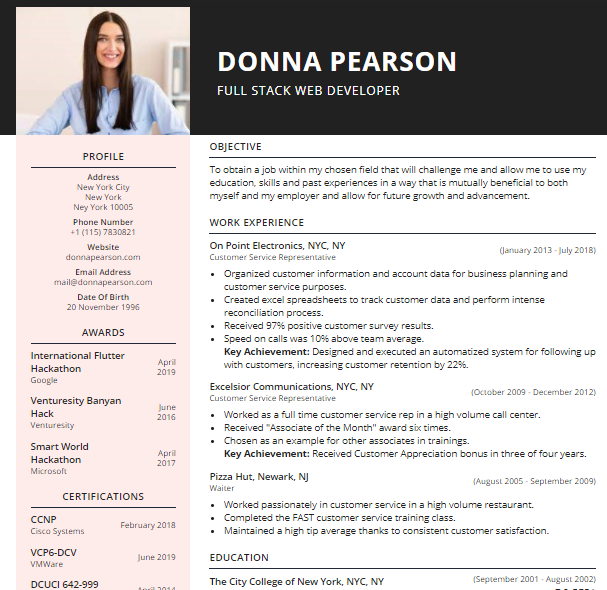 DONNA PEARSON
FULL STACK WEB DEVELOPER
PROFILE
Address
New York City
New York
Ney York 10005
Phone Number
+1 (115) 7830821
Website
donnapearson.com
Email Address
mail@donnapearson.com
Date Of Birth
20 November 1996
AWARDS
International Flutter
Hackathon
Google
April
2019
Venturesity Banyan
Hack
Venturesity
June
2016
Smart World
Hackathon
Microsoft
April
2017
CERTIFICATIONS
CCNP
Cisco Systems
February 2018
VCP6-DCV
VMWare
June 2019
DCUCI 642-999
April 2014
OBJECTIVE
To obtain a job within my chosen field that will challenge me and allow me to use my
education, skills and past experiences in a way that is mutually beneficial to both
myself and my employer and allow for future growth and advancement.
WORK EXPERIENCE
On Point Electronics, NYC, NY
(January 2013 - July 2018)
Customer Service Representative
• Organized customer information and account data for business planning and
customer service purposes.
• Created excel spreadsheets to track customer data and perform intense
reconciliation process.
• Received 97% positive customer survey results.
• Speed on calls was 10% above team average.
Key Achievement: Designed and executed an automatized system for following up
with customers, increasing customer retention by 22%.
Excelsior Communications, NYC, NY
(October 2009 - December 2012)
Customer Service Representative
• Worked as a full time customer service rep in a high volume call center.
• Received "Associate of the Month" award six times.
• Chosen as an example for other associates in trainings.
Key Achievement: Received Customer Appreciation bonus in three of four years.
Pizza Hut, Newark, NJ
(August 2005 - September 2009)
Waiter
• Worked passionately in customer service in a high volume restaurant.
• Completed the FAST customer service training class.
• Maintained a high tip average thanks to consistent customer satisfaction.
EDUCATION
The City College of New York, NYC, NY
(September 2001 - August 2002)